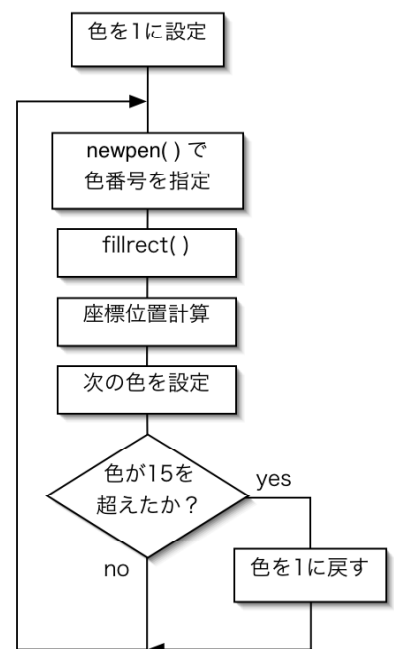 色を1に設定
newpen( ) で
色番号を指定
fillrect( )
座標位置計算
次の色を設定
色が15を
超えたか？
yes
no
色を1に戻す